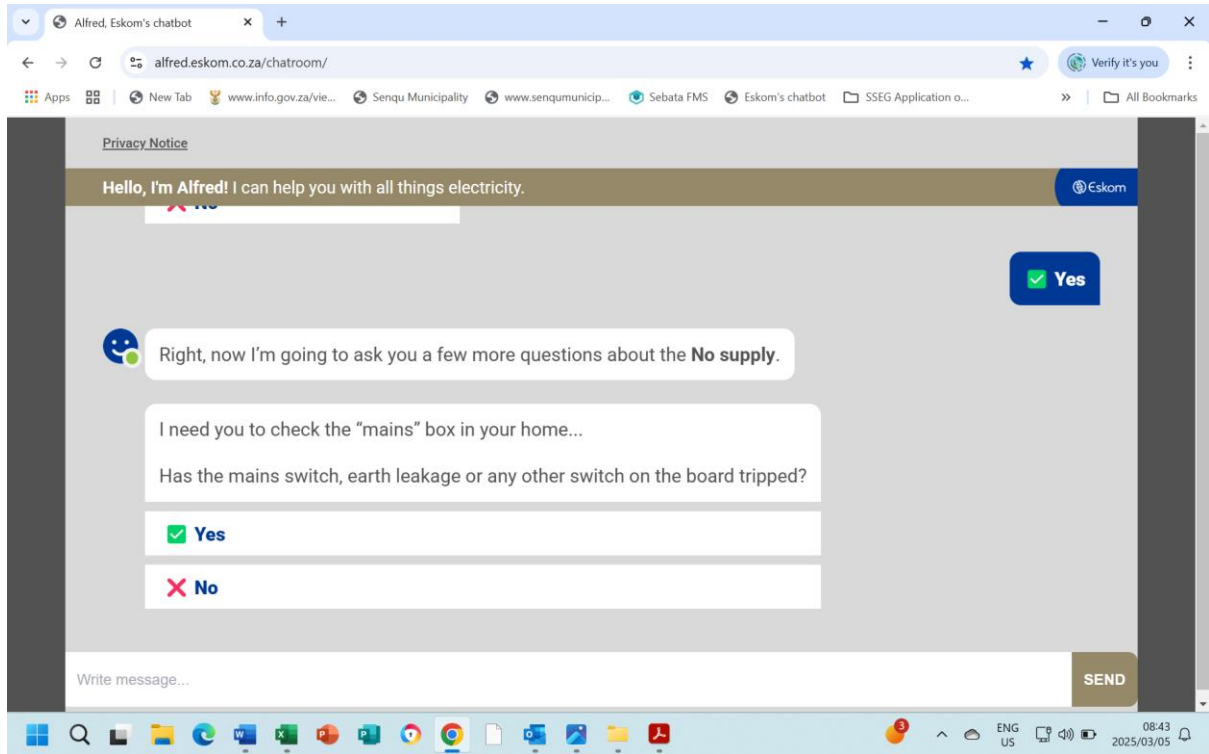 Alfred, Eskom's chatbot
alfred.eskom.co.za/chatroom/
Verify it's you
Apps
New Tab
www.info.gov.za/vie...
Senqu Municipality
www.senqumunicip...
Sebata FMS
Eskom's chatbot
SSEG Application o...
All Bookmarks
Privacy Notice
Hello, I'm Alfred! I can help you with all things electricity.
Eskom
No
Yes
Right, now I'm going to ask you a few more questions about the No supply.
I need you to check the “mains” box in your home...
Has the mains switch, earth leakage or any other switch on the board tripped?
Yes
No
Write message...
SEND
3
ENG
US
08:43
2025/03/05